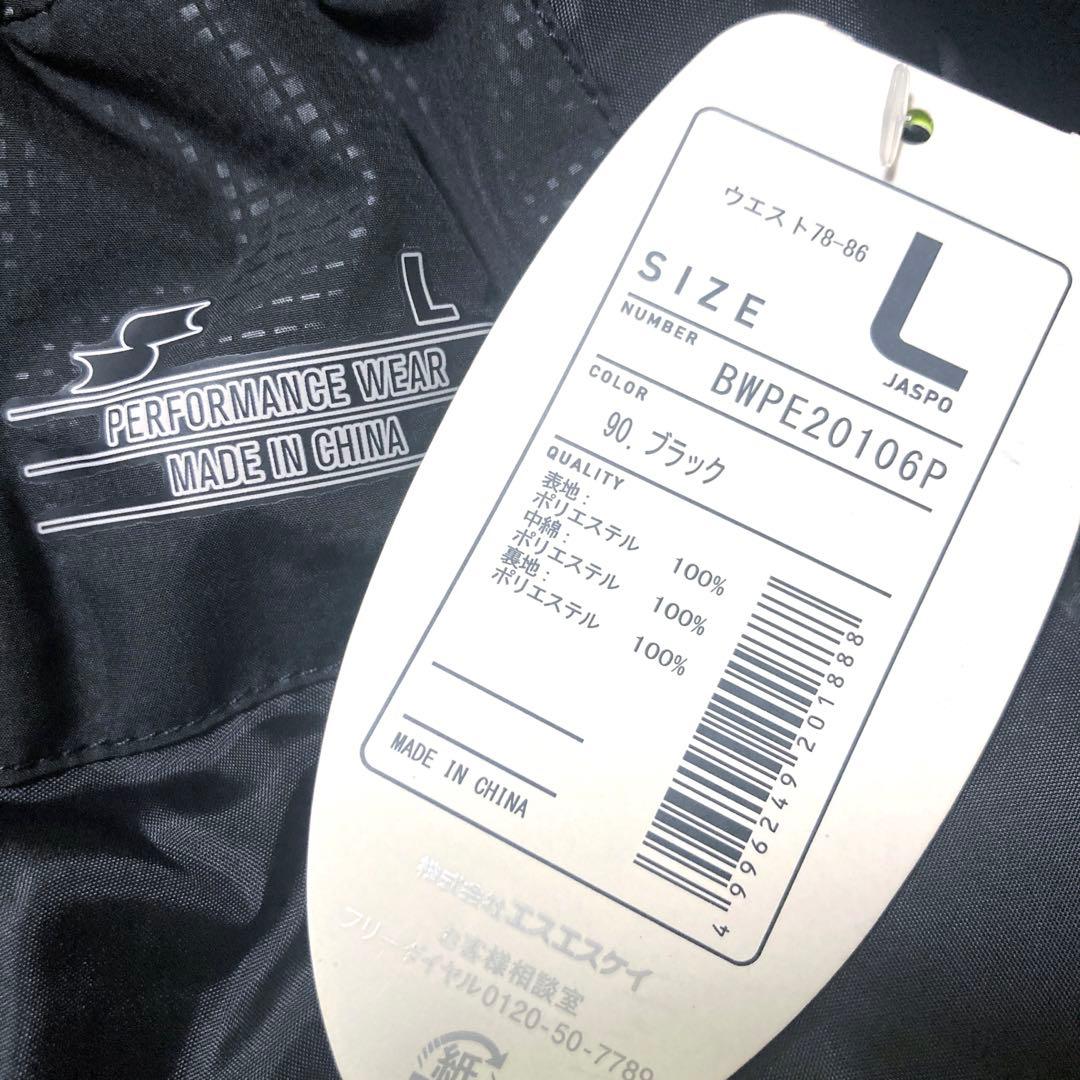 L
PERFORMANCE WEAR
MADE IN CHINA
ウエスト78-86
SIZE
L
JASPO
NUMBER
BWPE20106P
COLOR
90. ブラック
QUALITY
表地:
ポリエステル 100%
中綿:
ポリエステル 100%
裏地:
ポリエステル 100%
MADE IN CHINA
4996249201888
株式会社エスエスケイ
お客様相談室
フリーダイヤル0120-50-7789
紙